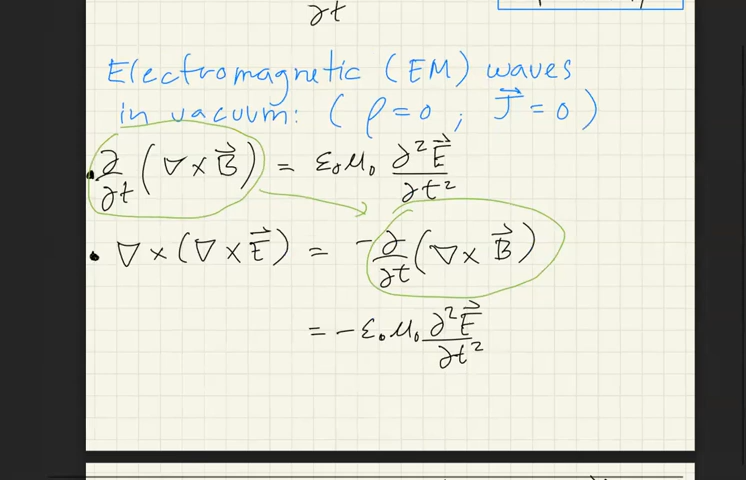 ∂t
Electromagnetic (EM) waves
in vacuum: ( ρ=0 , J⃗=0 )
∂/∂t (∇ × B⃗) = ε₀μ₀ ∂²E⃗/∂t²
• ∇ × (∇ × E⃗) = -∂/∂t (∇ × B⃗)
= -ε₀μ₀ ∂²E⃗/∂t²